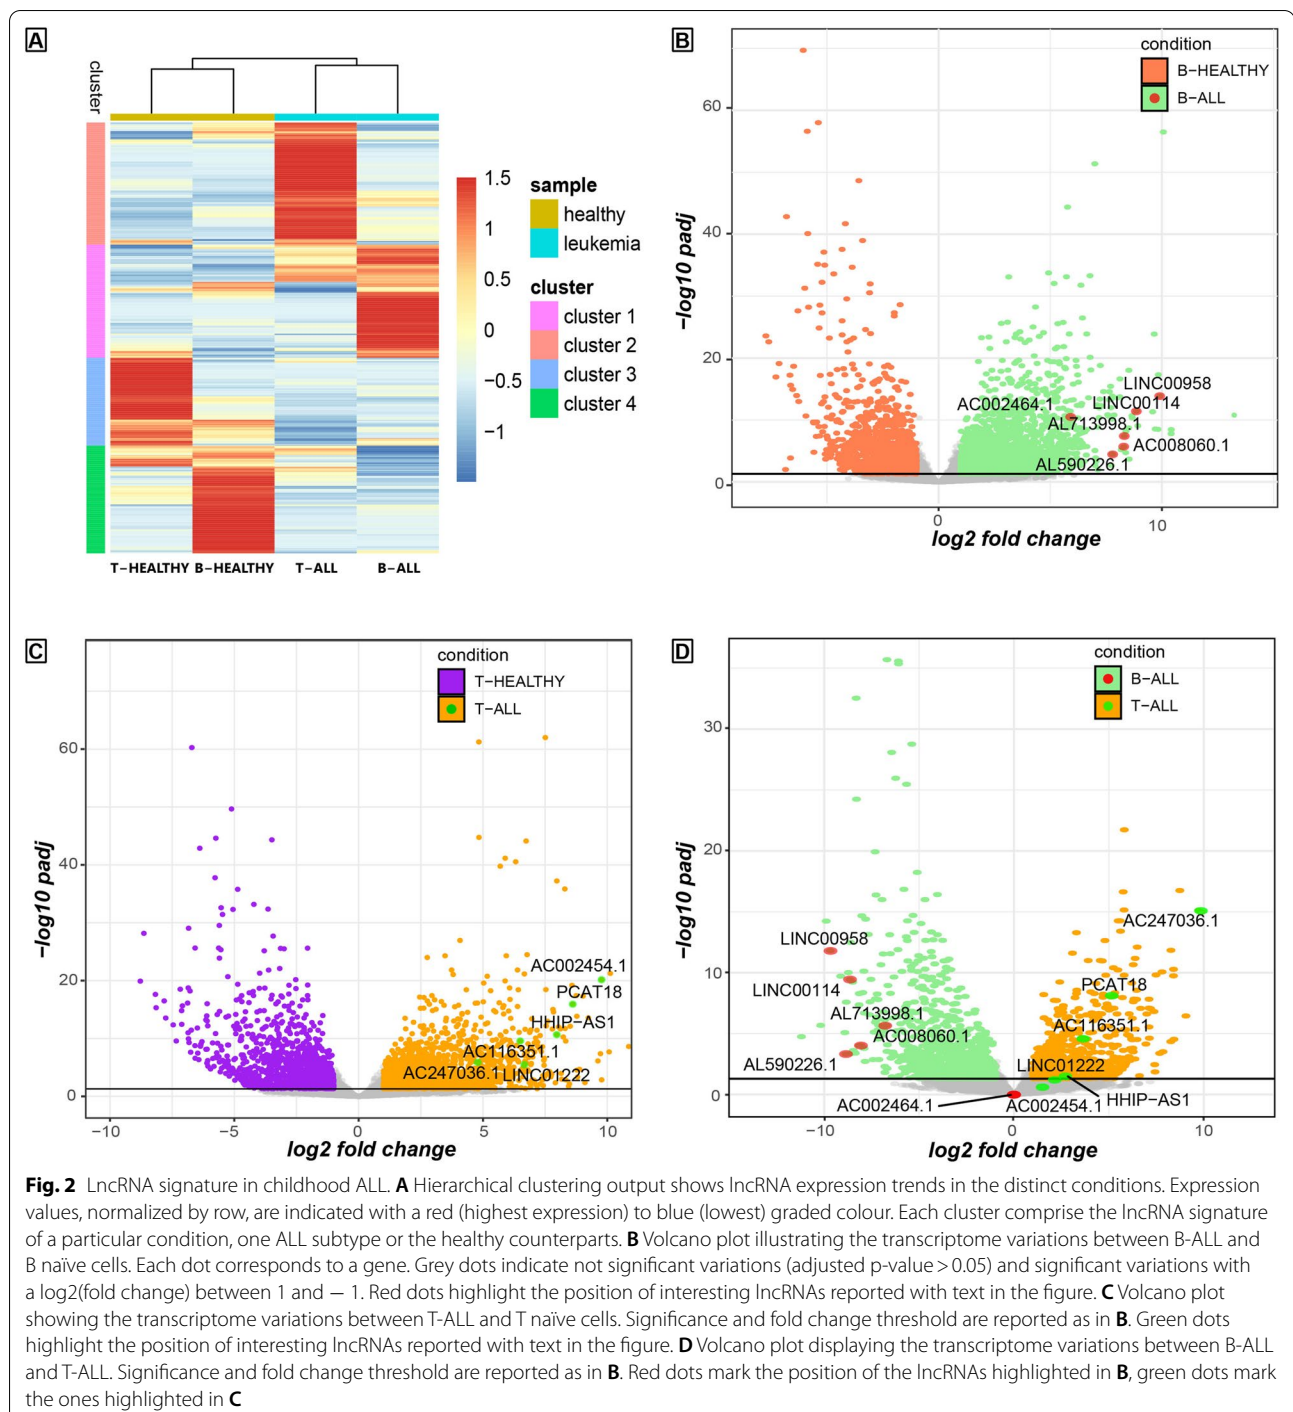 A
cluster
1.5
1
0.5
0
−0.5
−1
sample
healthy
leukemia
cluster
cluster 1
cluster 2
cluster 3
cluster 4
T−HEALTHY B−HEALTHY T−ALL B−ALL
B
condition
B−HEALTHY
B−ALL
60
40
20
0
−log10 padj
LINC00958
AC002464.1
LINC00114
AL713998.1
AC008060.1
AL590226.1
0 10
log2 fold change
C
condition
T−HEALTHY
T−ALL
60
40
20
0
−log10 padj
AC002454.1
PCAT18
HHIP−AS1
AC116351.1
AC247036.1 LINC01222
−10 −5 0 5 10
log2 fold change
D
condition
B−ALL
T−ALL
30
20
10
0
−log10 padj
AC247036.1
LINC00958
LINC00114
PCAT18
AL713998.1
AC116351.1
AC008060.1
AL590226.1
LINC01222
AC002464.1
AC002454.1
HHIP−AS1
−10 0 10
log2 fold change
Fig. 2 LncRNA signature in childhood ALL. A Hierarchical clustering output shows lncRNA expression trends in the distinct conditions. Expression
values, normalized by row, are indicated with a red (highest expression) to blue (lowest) graded colour. Each cluster comprise the lncRNA signature
of a particular condition, one ALL subtype or the healthy counterparts. B Volcano plot illustrating the transcriptome variations between B-ALL and
B naïve cells. Each dot corresponds to a gene. Grey dots indicate not significant variations (adjusted p-value > 0.05) and significant variations with
a log2(fold change) between 1 and − 1. Red dots highlight the position of interesting lncRNAs reported with text in the figure. C Volcano plot
showing the transcriptome variations between T-ALL and T naïve cells. Significance and fold change threshold are reported as in B. Green dots
highlight the position of interesting lncRNAs reported with text in the figure. D Volcano plot displaying the transcriptome variations between B-ALL
and T-ALL. Significance and fold change threshold are reported as in B. Red dots mark the position of the lncRNAs highlighted in B, green dots mark
the ones highlighted in C